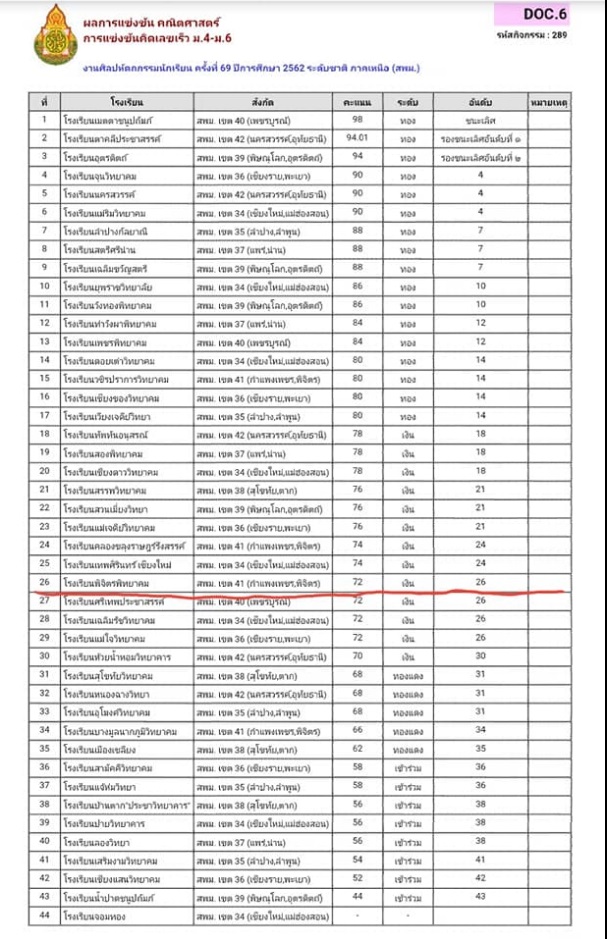 DOC.6
ผลการแข่งขัน คณิตศาสตร์
การแข่งขันคิดเลขเร็ว ม.4-ม.6
รหัสกิจกรรม : 289
งานศิลปหัตถกรรมนักเรียน ครั้งที่ 69 ปีการศึกษา 2562 ระดับชาติ ภาคเหนือ (สพม.)
ที่ โรงเรียน สังกัด คะแนน ระดับ อันดับ หมายเหตุ
1 โรงเรียนเมตตาชนูปถัมภ์ สพม. เขต 40 (เพชรบูรณ์) 98 ทอง ชนะเลิศ
2 โรงเรียนตาคลีประชาสรรค์ สพม. เขต 42 (นครสวรรค์,อุทัยธานี) 94.01 ทอง รองชนะเลิศอันดับที่ ๑
3 โรงเรียนอุตรดิตถ์ สพม. เขต 39 (พิษณุโลก,อุตรดิตถ์) 94 ทอง รองชนะเลิศอันดับที่ ๒
4 โรงเรียนจุนวิทยาคม สพม. เขต 36 (เชียงราย,พะเยา) 90 ทอง 4
5 โรงเรียนนครสวรรค์ สพม. เขต 42 (นครสวรรค์,อุทัยธานี) 90 ทอง 4
6 โรงเรียนแม่ริมวิทยาคม สพม. เขต 34 (เชียงใหม่,แม่ฮ่องสอน) 90 ทอง 4
7 โรงเรียนลำปางกัลยาณี สพม. เขต 35 (ลำปาง,ลำพูน) 88 ทอง 7
8 โรงเรียนสตรีศรีน่าน สพม. เขต 37 (แพร่,น่าน) 88 ทอง 7
9 โรงเรียนเฉลิมขวัญสตรี สพม. เขต 39 (พิษณุโลก,อุตรดิตถ์) 88 ทอง 7
10 โรงเรียนยุพราชวิทยาลัย สพม. เขต 34 (เชียงใหม่,แม่ฮ่องสอน) 86 ทอง 10
11 โรงเรียนวังทองพิทยาคม สพม. เขต 39 (พิษณุโลก,อุตรดิตถ์) 86 ทอง 10
12 โรงเรียนท่าวังผาพิทยาคม สพม. เขต 37 (แพร่,น่าน) 84 ทอง 12
13 โรงเรียนเพชรพิทยาคม สพม. เขต 40 (เพชรบูรณ์) 84 ทอง 12
14 โรงเรียนดอยเต่าวิทยาคม สพม. เขต 34 (เชียงใหม่,แม่ฮ่องสอน) 80 ทอง 14
15 โรงเรียนวชิรปราการวิทยาคม สพม. เขต 41 (กำแพงเพชร,พิจิตร) 80 ทอง 14
16 โรงเรียนเชียงของวิทยาคม สพม. เขต 36 (เชียงราย,พะเยา) 80 ทอง 14
17 โรงเรียนเวียงเจดีย์วิทยา สพม. เขต 35 (ลำปาง,ลำพูน) 80 ทอง 14
18 โรงเรียนทัพทันอนุสรณ์ สพม. เขต 42 (นครสวรรค์,อุทัยธานี) 78 เงิน 18
19 โรงเรียนสองพิทยาคม สพม. เขต 37 (แพร่,น่าน) 78 เงิน 18
20 โรงเรียนเชียงดาววิทยาคม สพม. เขต 34 (เชียงใหม่,แม่ฮ่องสอน) 78 เงิน 18
21 โรงเรียนสรรพวิทยาคม สพม. เขต 38 (สุโขทัย,ตาก) 76 เงิน 21
22 โรงเรียนสวนเมี่ยงวิทยา สพม. เขต 39 (พิษณุโลก,อุตรดิตถ์) 76 เงิน 21
23 โรงเรียนแม่เจดีย์วิทยาคม สพม. เขต 36 (เชียงราย,พะเยา) 76 เงิน 21
24 โรงเรียนคลองขลุงราษฎร์รังสรรค์ สพม. เขต 41 (กำแพงเพชร,พิจิตร) 74 เงิน 24
25 โรงเรียนเทพศิรินทร์ เชียงใหม่ สพม. เขต 34 (เชียงใหม่,แม่ฮ่องสอน) 74 เงิน 24
26 โรงเรียนพิจิตรพิทยาคม สพม. เขต 41 (กำแพงเพชร,พิจิตร) 72 เงิน 26
27 โรงเรียนศรีเทพประชาสรรค์ สพม. เขต 40 (เพชรบูรณ์) 72 เงิน 26
28 โรงเรียนเฉลิมรัชวิทยาคม สพม. เขต 34 (เชียงใหม่,แม่ฮ่องสอน) 72 เงิน 26
29 โรงเรียนแม่ใจวิทยาคม สพม. เขต 36 (เชียงราย,พะเยา) 72 เงิน 26
30 โรงเรียนห้วยน้ำหอมวิทยาคาร สพม. เขต 42 (นครสวรรค์,อุทัยธานี) 70 เงิน 30
31 โรงเรียนสุโขทัยวิทยาคม สพม. เขต 38 (สุโขทัย,ตาก) 68 ทองแดง 31
32 โรงเรียนหนองฉางวิทยา สพม. เขต 42 (นครสวรรค์,อุทัยธานี) 68 ทองแดง 31
33 โรงเรียนอุโมงค์วิทยาคม สพม. เขต 35 (ลำปาง,ลำพูน) 68 ทองแดง 31
34 โรงเรียนบางมูลนากภูมิวิทยาคม สพม. เขต 41 (กำแพงเพชร,พิจิตร) 66 ทองแดง 34
35 โรงเรียนเมืองเชลียง สพม. เขต 38 (สุโขทัย,ตาก) 62 ทองแดง 35
36 โรงเรียนสามัคคีวิทยาคม สพม. เขต 36 (เชียงราย,พะเยา) 58 เข้าร่วม 36
37 โรงเรียนแจ้ห่มวิทยา สพม. เขต 35 (ลำปาง,ลำพูน) 58 เข้าร่วม 36
38 โรงเรียนบ้านตาก"ประชาวิทยาคาร" สพม. เขต 38 (สุโขทัย,ตาก) 56 เข้าร่วม 38
39 โรงเรียนปายวิทยาคาร สพม. เขต 34 (เชียงใหม่,แม่ฮ่องสอน) 56 เข้าร่วม 38
40 โรงเรียนลองวิทยา สพม. เขต 37 (แพร่,น่าน) 56 เข้าร่วม 38
41 โรงเรียนเสริมงามวิทยาคม สพม. เขต 35 (ลำปาง,ลำพูน) 54 เข้าร่วม 41
42 โรงเรียนเชียงแสนวิทยาคม สพม. เขต 36 (เชียงราย,พะเยา) 52 เข้าร่วม 42
43 โรงเรียนน้ำปาดชนูปถัมภ์ สพม. เขต 39 (พิษณุโลก,อุตรดิตถ์) 44 เข้าร่วม 43
44 โรงเรียนจอมทอง สพม. เขต 34 (เชียงใหม่,แม่ฮ่องสอน) - -